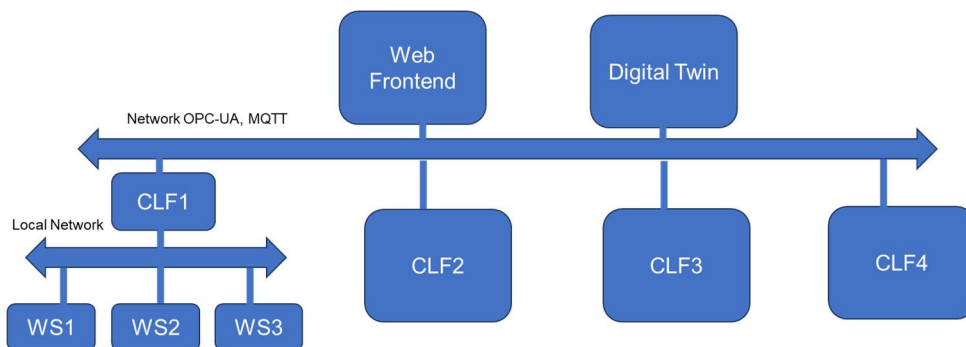 Web
Frontend
Digital Twin
Network OPC-UA, MQTT
CLF1
Local Network
CLF2
CLF3
CLF4
WS1
WS2
WS3